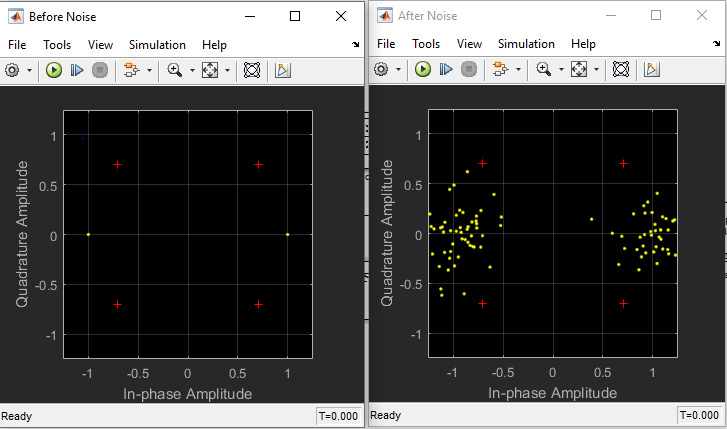 Before Noise
File Tools View Simulation Help
1
0.5
0
-0.5
-1
Quadrature Amplitude
-1 -0.5 0 0.5 1
In-phase Amplitude
Ready T=0.000
After Noise
File Tools View Simulation Help
1
0.5
0
-0.5
-1
Quadrature Amplitude
-1 -0.5 0 0.5 1
In-phase Amplitude
Ready T=0.000